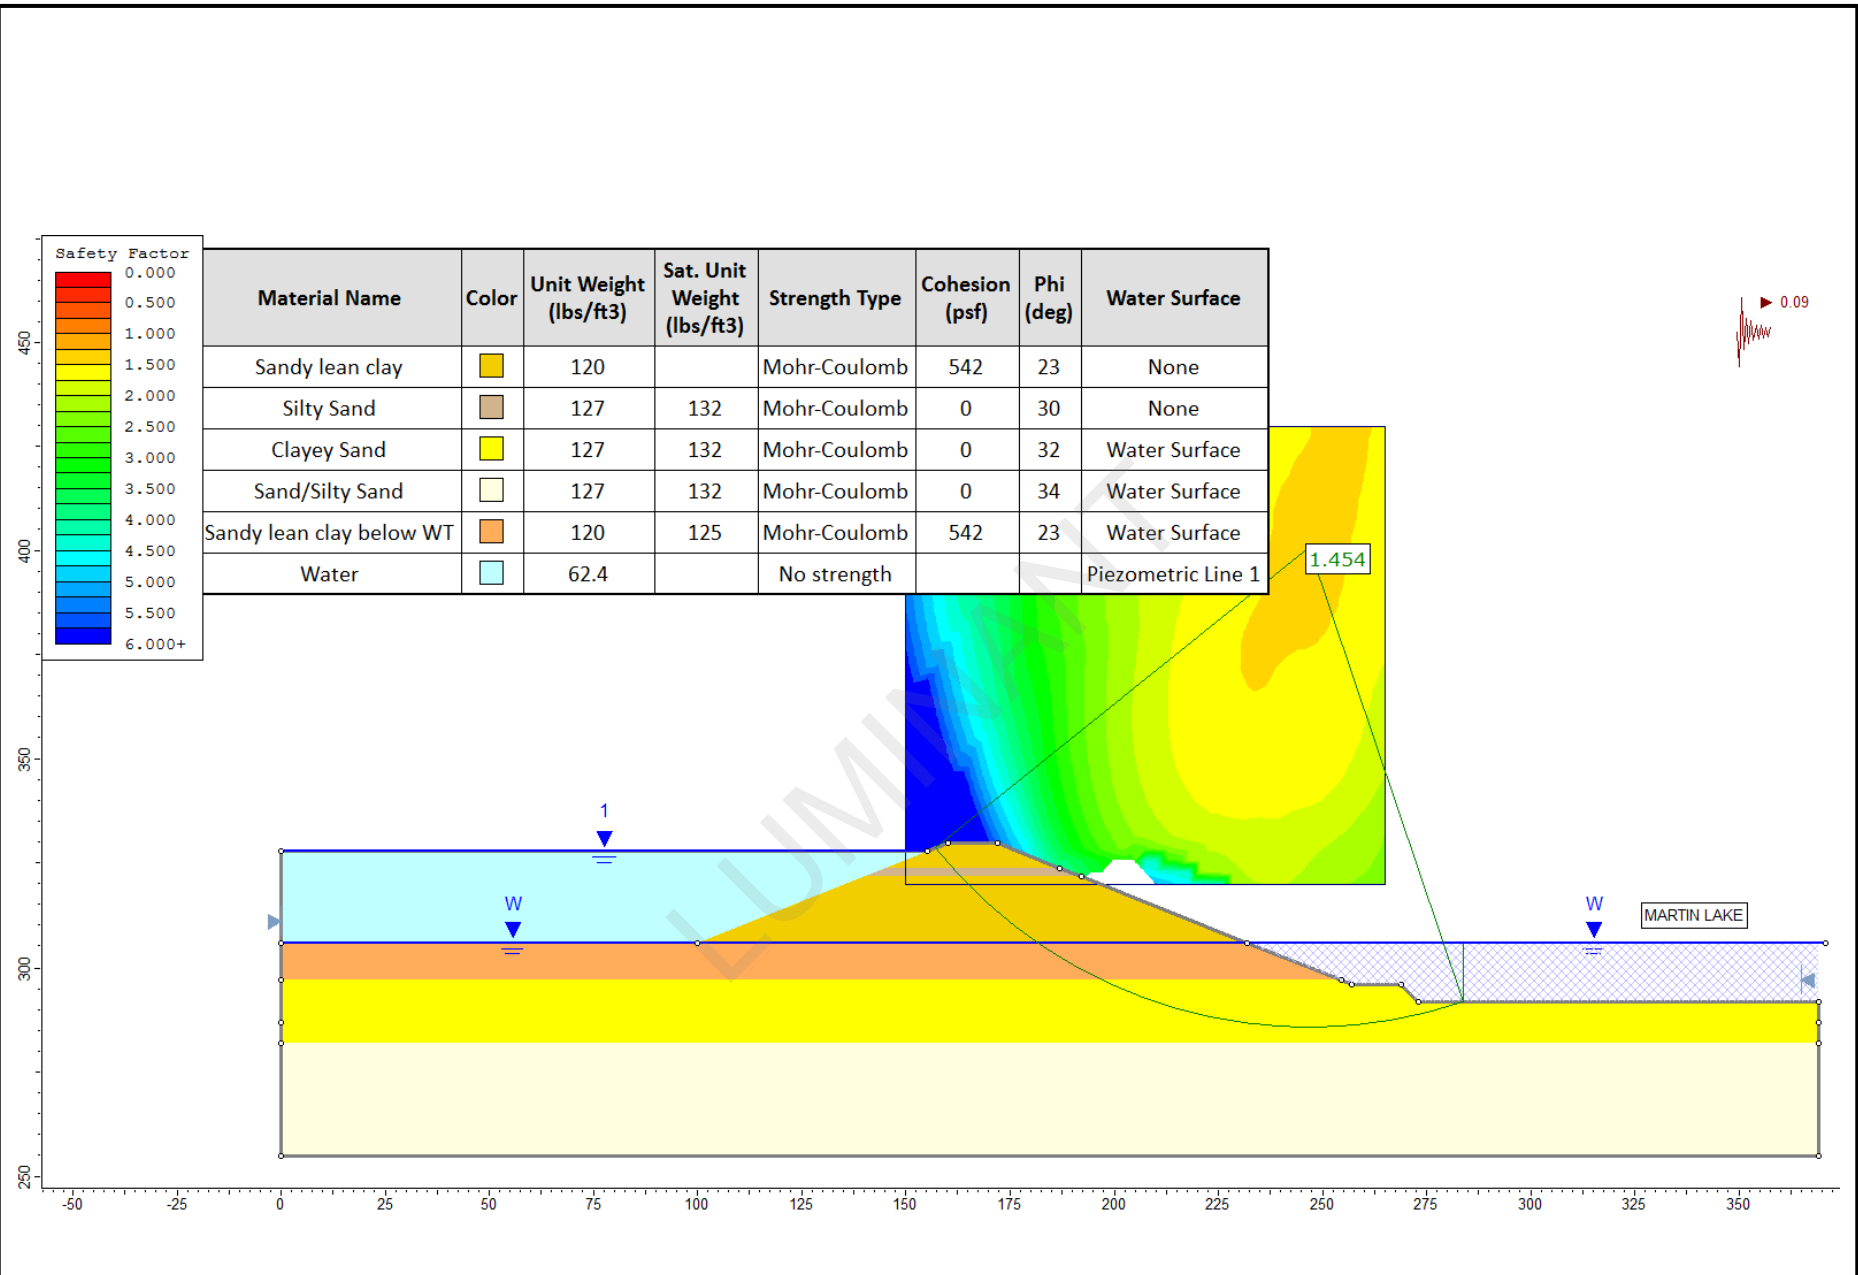 Safety Factor
0.000
0.500
1.000
1.500
2.000
2.500
3.000
3.500
4.000
4.500
5.000
5.500
6.000+
Material Name Color Unit Weight (lbs/ft3) Sat. Unit Weight (lbs/ft3) Strength Type Cohesion (psf) Phi (deg) Water Surface
Sandy lean clay 120 Mohr-Coulomb 542 23 None
Silty Sand 127 132 Mohr-Coulomb 0 30 None
Clayey Sand 127 132 Mohr-Coulomb 0 32 Water Surface
Sand/Silty Sand 127 132 Mohr-Coulomb 0 34 Water Surface
Sandy lean clay below WT 120 125 Mohr-Coulomb 542 23 Water Surface
Water 62.4 No strength Piezometric Line 1
0.09
1.454
LUMINANT
1
W
W
MARTIN LAKE
450
400
350
300
250
-50 -25 0 25 50 75 100 125 150 175 200 225 250 275 300 325 350